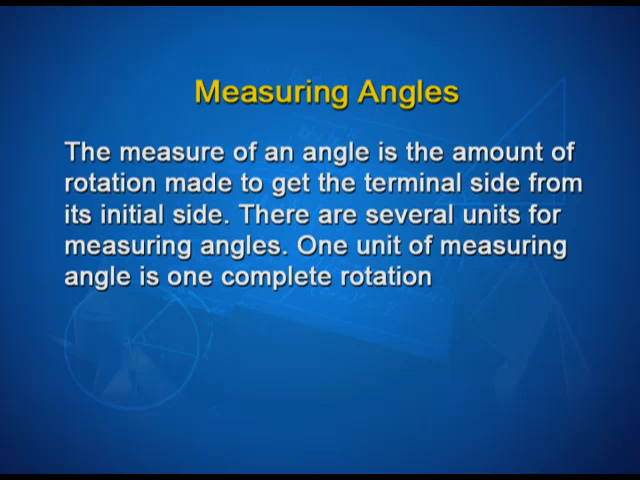 Measuring Angles
The measure of an angle is the amount of
rotation made to get the terminal side from
its initial side. There are several units for
measuring angles. One unit of measuring
angle is one complete rotation